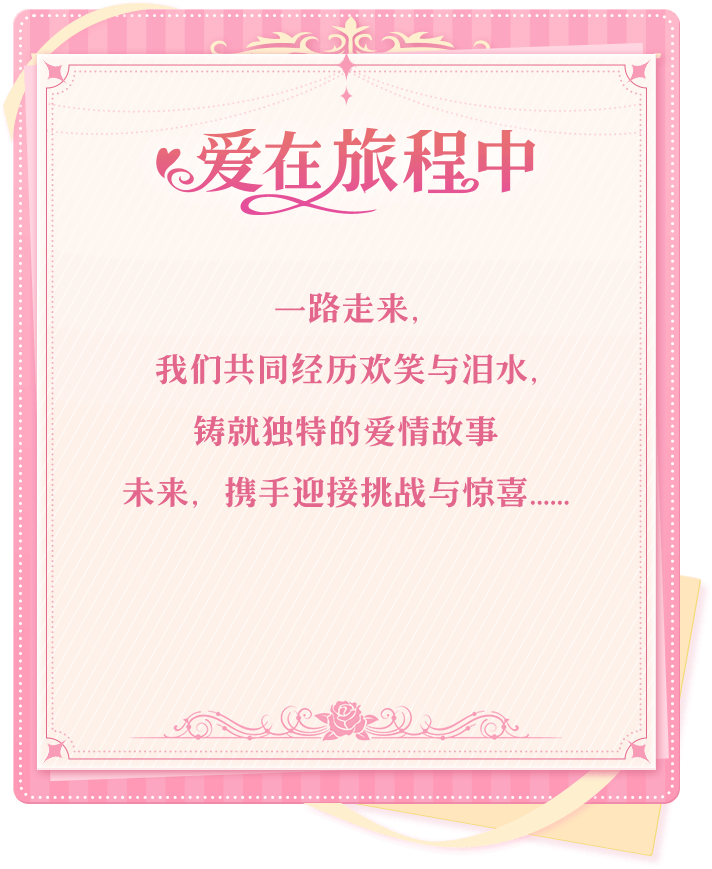 爱在旅程中
一路走来,
我们共同经历欢笑与泪水,
铸就独特的爱情故事
未来，携手迎接挑战与惊喜......